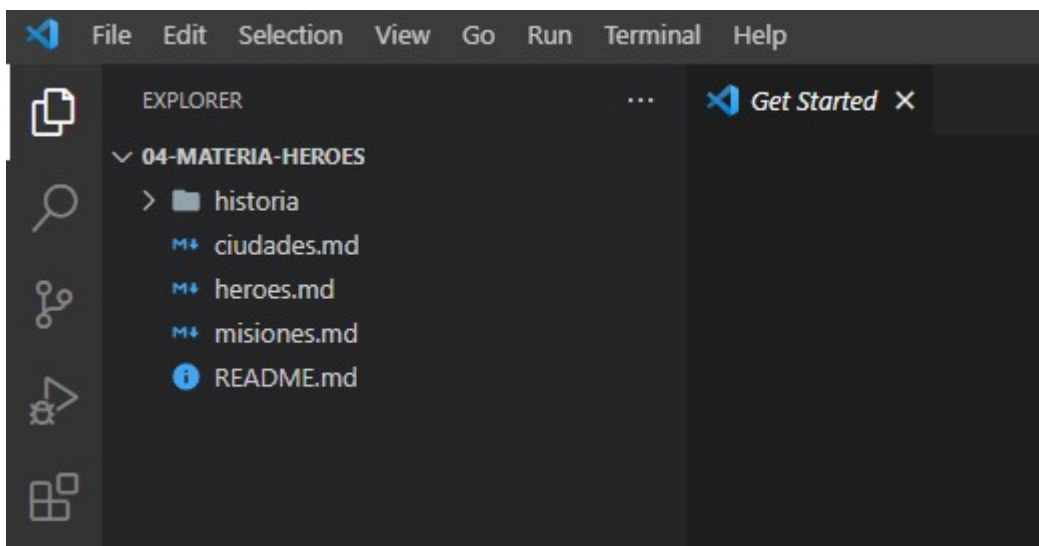 File Edit Selection View Go Run Terminal Help
EXPLORER ... Get Started
04-MATERIA-HEROES
historia
ciudades.md
heroes.md
misiones.md
README.md